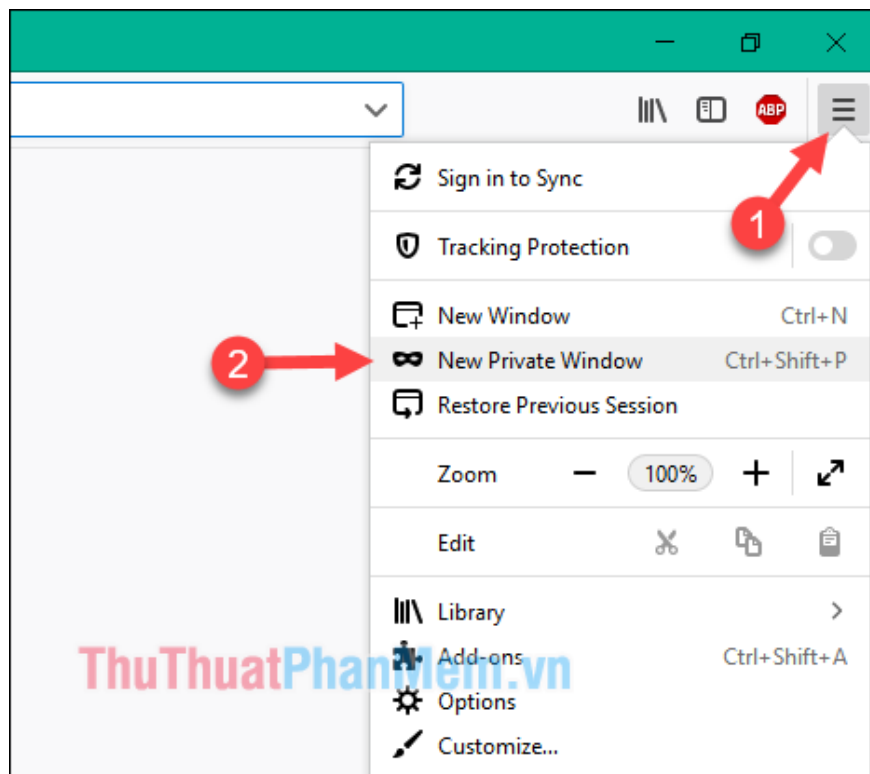 ABP
Sign in to Sync
1
Tracking Protection
New Window Ctrl+N
2
New Private Window Ctrl+Shift+P
Restore Previous Session
Zoom 100%
Edit
Library
ThuThuatPhanMem.vn
Add-ons Ctrl+Shift+A
Options
Customize...